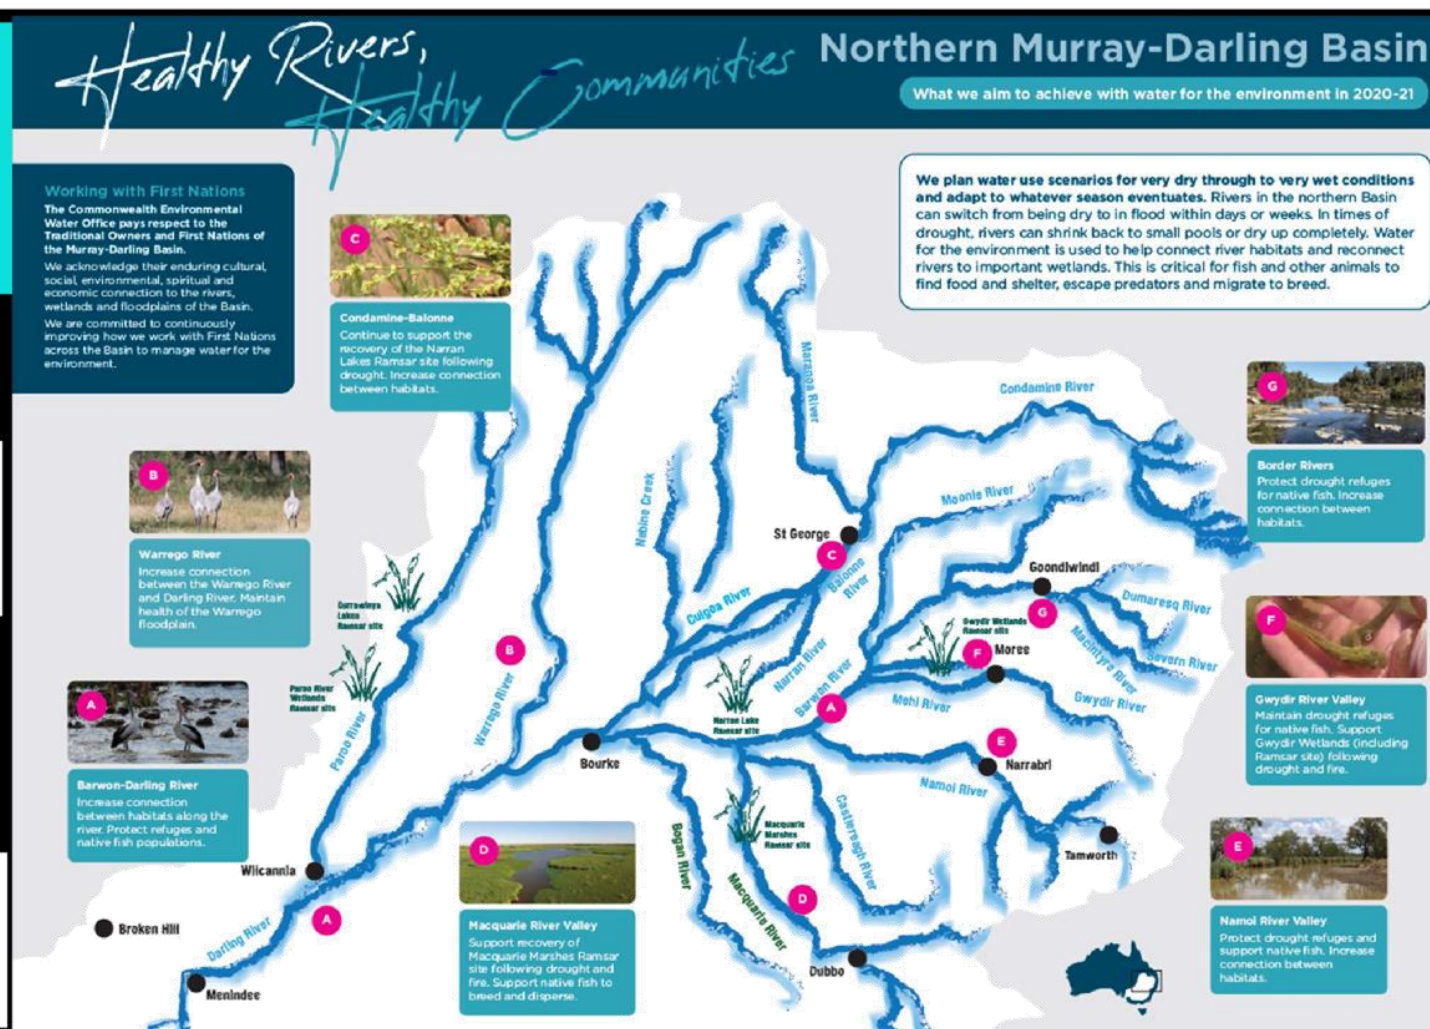 Healthy Rivers,
Healthy Communities
Northern Murray-Darling Basin
What we aim to achieve with water for the environment in 2020-21
Working with First Nations
The Commonwealth Environmental
Water Office pays respect to the
Traditional Owners and First Nations of
the Murray-Darling Basin.
We acknowledge their enduring cultural,
social, environmental, spiritual and
economic connection to the rivers,
wetlands and floodplains of the Basin.
We are committed to continuously
improving how we work with First Nations
across the Basin to manage water for the
environment.
We plan water use scenarios for very dry through to very wet conditions
and adapt to whatever season eventuates. Rivers in the northern Basin
can switch from being dry to in flood within days or weeks. In times of
drought, rivers can shrink back to small pools or dry up completely. Water
for the environment is used to help connect river habitats and reconnect
rivers to important wetlands. This is critical for fish and other animals to
find food and shelter, escape predators and migrate to breed.
C
Condamine-Balonne
Continue to support the
recovery of the Narran
Lakes Ramsar site following
drought. Increase connection
between habitats.
B
Warrego River
Increase connection
between the Warrego River
and Darling River. Maintain
health of the Warrego
floodplain.
A
Barwon-Darling River
Increase connection
between habitats along the
river. Protect refuges and
native fish populations.
D
Macquarie River Valley
Support recovery of
Macquarie Marshes Ramsar
site following drought and
fire. Support native fish to
breed and disperse.
G
Border Rivers
Protect drought refuges
for native fish. Increase
connection between
habitats.
F
Gwydir River Valley
Maintain drought refuges
for native fish. Support
Gwydir Wetlands (including
Ramsar site) following
drought and fire.
E
Namoi River Valley
Protect drought refuges and
support native fish. Increase
connection between
habitats.
Maranoa River
Condamine River
Nebine Creek
Moonie River
St George
C
Balonne
River
Culgoa River
Goondiwindi
G
Dumaresq River
Macintyre River
Severn River
Gwydir Wetlands
Ramsar site
F
Moree
Mehi River
Gwydir River
Currawinya
Lakes
Ramsar site
Paroo River
Wetlands
Ramsar site
B
Paroo River
Warrego River
Narran River
Narran Lake
Ramsar site
Barwon River
A
E
Narrabri
Namoi River
Bourke
Bogan River
Macquarie
Marshes
Ramsar site
Castlereagh River
Macquarie River
D
Tamworth
Dubbo
Wilcannia
A
Broken Hill
Darling River
Menindee